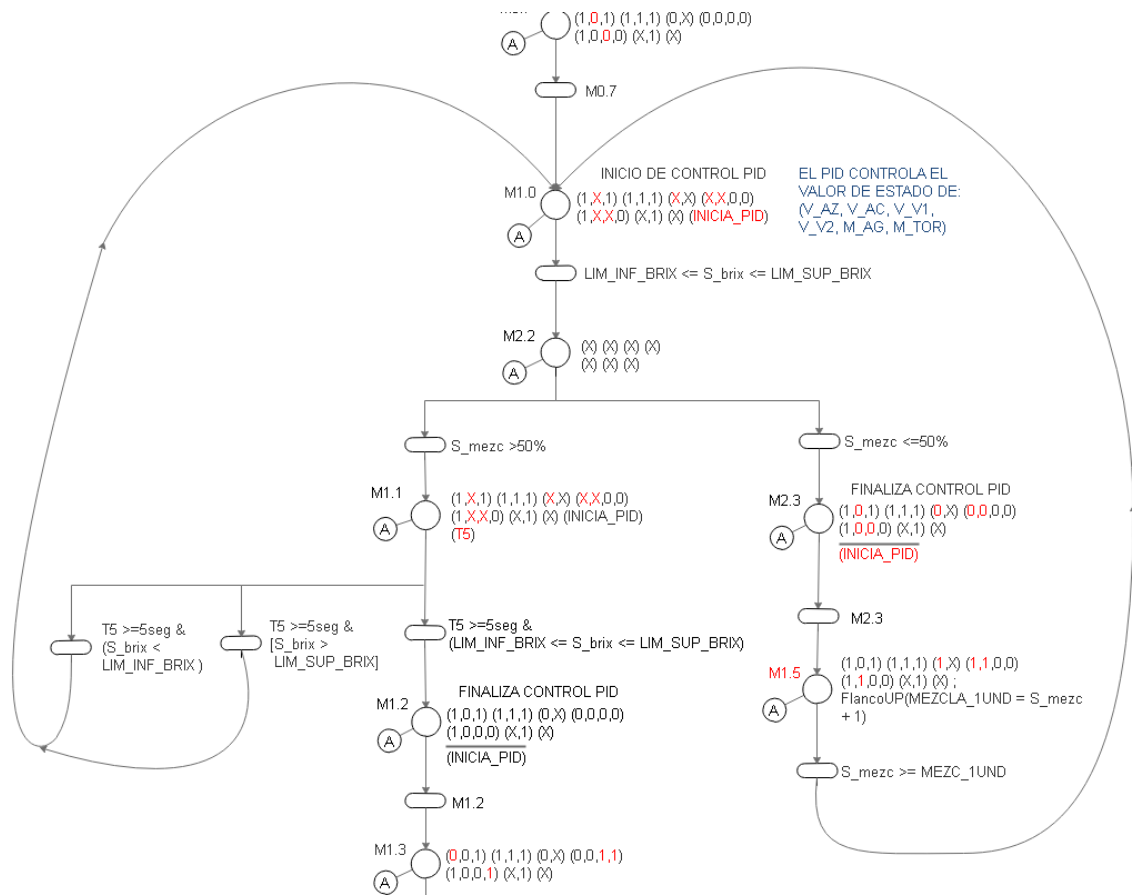 (1,0,1) (1,1,1) (0,X) (0,0,0,0)
(1,0,0,0) (X,1) (X)
A
M0.7
INICIO DE CONTROL PID
M1.0
(1,X,1) (1,1,1) (X,X) (X,X,0,0)
(1,X,X,0) (X,1) (X) (INICIA_PID)
A
EL PID CONTROLA EL
VALOR DE ESTADO DE:
(V_AZ, V_AC, V_V1,
V_V2, M_AG, M_TOR)
LIM_INF_BRIX <= S_brix <= LIM_SUP_BRIX
M2.2
(X) (X) (X) (X)
(X) (X) (X)
A
S_mezc >50%
M1.1
(1,X,1) (1,1,1) (X,X) (X,X,0,0)
(1,X,X,0) (X,1) (X) (INICIA_PID)
(T5)
A
S_mezc <=50%
FINALIZA CONTROL PID
M2.3
(1,0,1) (1,1,1) (0,X) (0,0,0,0)
(1,0,0,0) (X,1) (X)
(INICIA_PID)
A
T5 >=5seg &
(S_brix <
LIM_INF_BRIX )
T5 >=5seg &
[S_brix >
LIM_SUP_BRIX]
T5 >=5seg &
(LIM_INF_BRIX <= S_brix <= LIM_SUP_BRIX)
M2.3
M1.5
(1,0,1) (1,1,1) (1,X) (1,1,0,0)
(1,1,0,0) (X,1) (X) ;
FlancoUP(MEZCLA_1UND = S_mezc
+ 1)
A
FINALIZA CONTROL PID
M1.2
(1,0,1) (1,1,1) (0,X) (0,0,0,0)
(1,0,0,0) (X,1) (X)
(INICIA_PID)
A
S_mezc >= MEZC_1UND
M1.2
M1.3
(0,0,1) (1,1,1) (0,X) (0,0,1,1)
(1,0,0,1) (X,1) (X)
A